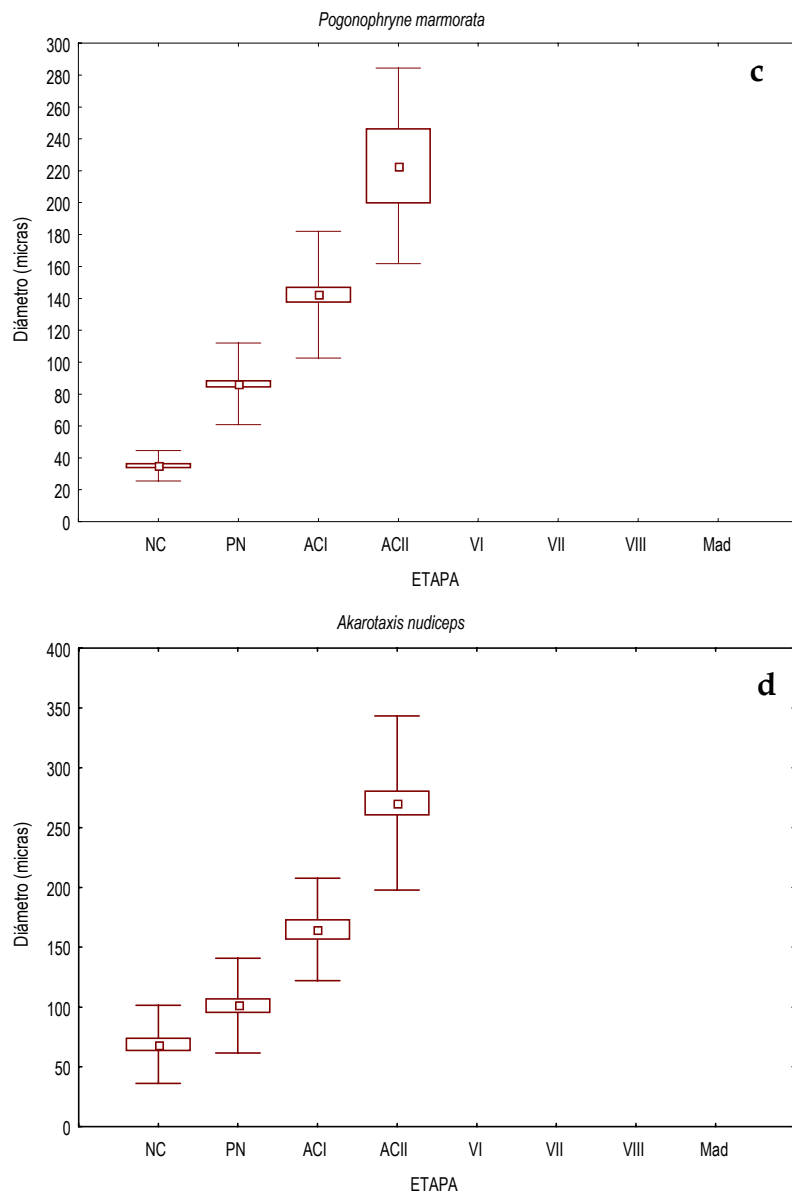 Pogonophryne marmorata
c
300
280
260
240
220
200
180
160
140
120
100
80
60
40
20
0
Diámetro (micras)
NC PN ACI ACII VI VII VIII Mad
ETAPA
Akarotaxis nudiceps
d
400
350
300
250
200
150
100
50
0
Diámetro (micras)
NC PN ACI ACII VI VII VIII Mad
ETAPA